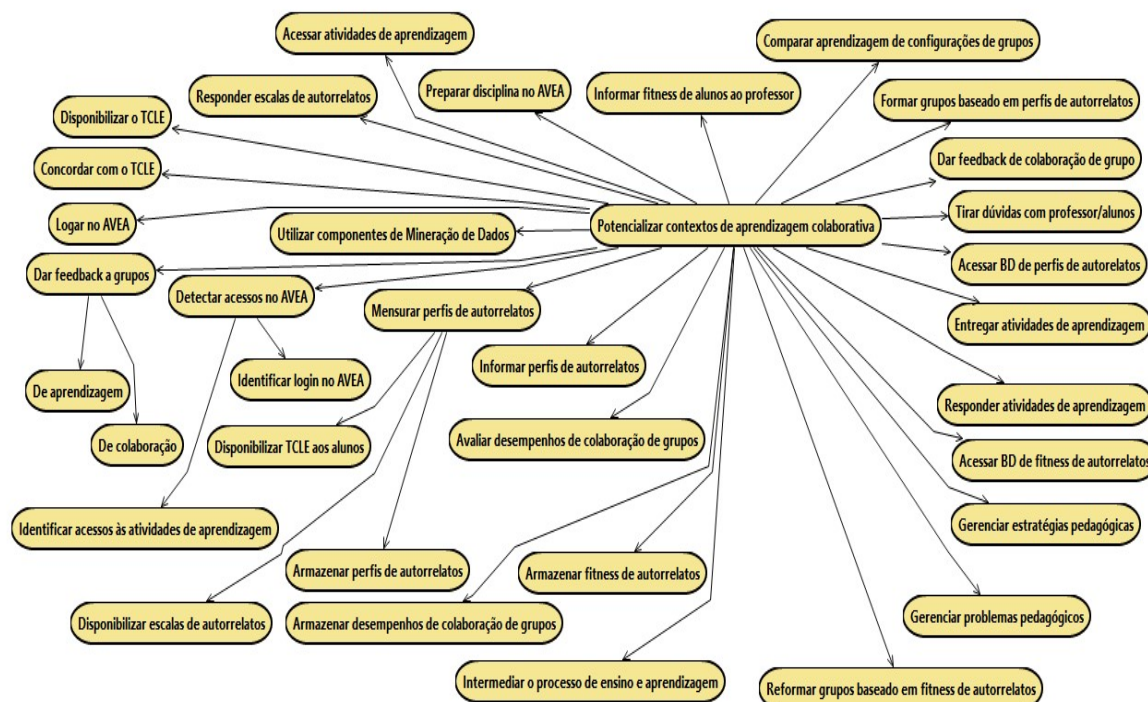 Acessar atividades de aprendizagem
Comparar aprendizagem de configurações de grupos
Responder escalas de autorrelatos
Preparar disciplina no AVEA
Informar fitness de alunos ao professor
Formar grupos baseado em perfis de autorrelatos
Disponibilizar o TCLE
Dar feedback de colaboração de grupo
Concordar com o TCLE
Tirar dúvidas com professor/alunos
Logar no AVEA
Potencializar contextos de aprendizagem colaborativa
Utilizar componentes de Mineração de Dados
Acessar BD de perfis de autorelatos
Dar feedback a grupos
Detectar acessos no AVEA
Mensurar perfis de autorrelatos
Entregar atividades de aprendizagem
Informar perfis de autorrelatos
Identificar login no AVEA
De aprendizagem
Responder atividades de aprendizagem
De colaboração
Disponibilizar TCLE aos alunos
Avaliar desempenhos de colaboração de grupos
Acessar BD de fitness de autorrelatos
Identificar acessos às atividades de aprendizagem
Gerenciar estratégias pedagógicas
Armazenar perfis de autorrelatos
Armazenar fitness de autorrelatos
Disponibilizar escalas de autorrelatos
Armazenar desempenhos de colaboração de grupos
Gerenciar problemas pedagógicos
Intermediar o processo de ensino e aprendizagem
Reformar grupos baseado em fitness de autorrelatos